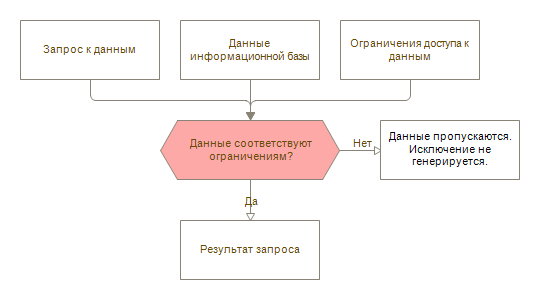 Запрос к данным
Данные
информационной базы
Ограничения доступа к
данным
Данные соответствуют
ограничениям?
Нет
Данные пропускаются.
Исключение не
генерируется.
Да
Результат запроса